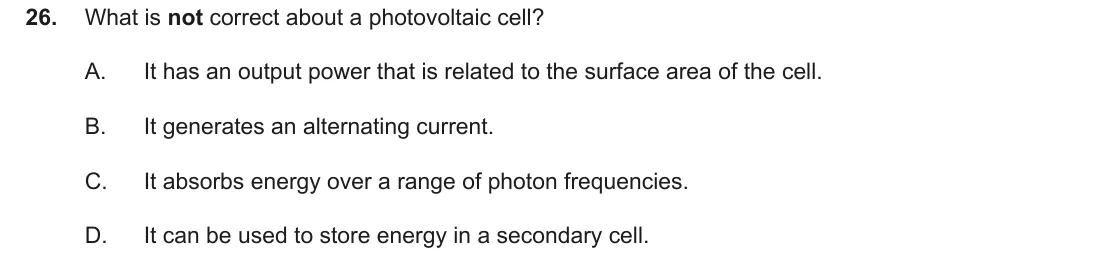 26. What is not correct about a photovoltaic cell?
A. It has an output power that is related to the surface area of the cell.
B. It generates an alternating current.
C. It absorbs energy over a range of photon frequencies.
D. It can be used to store energy in a secondary cell.